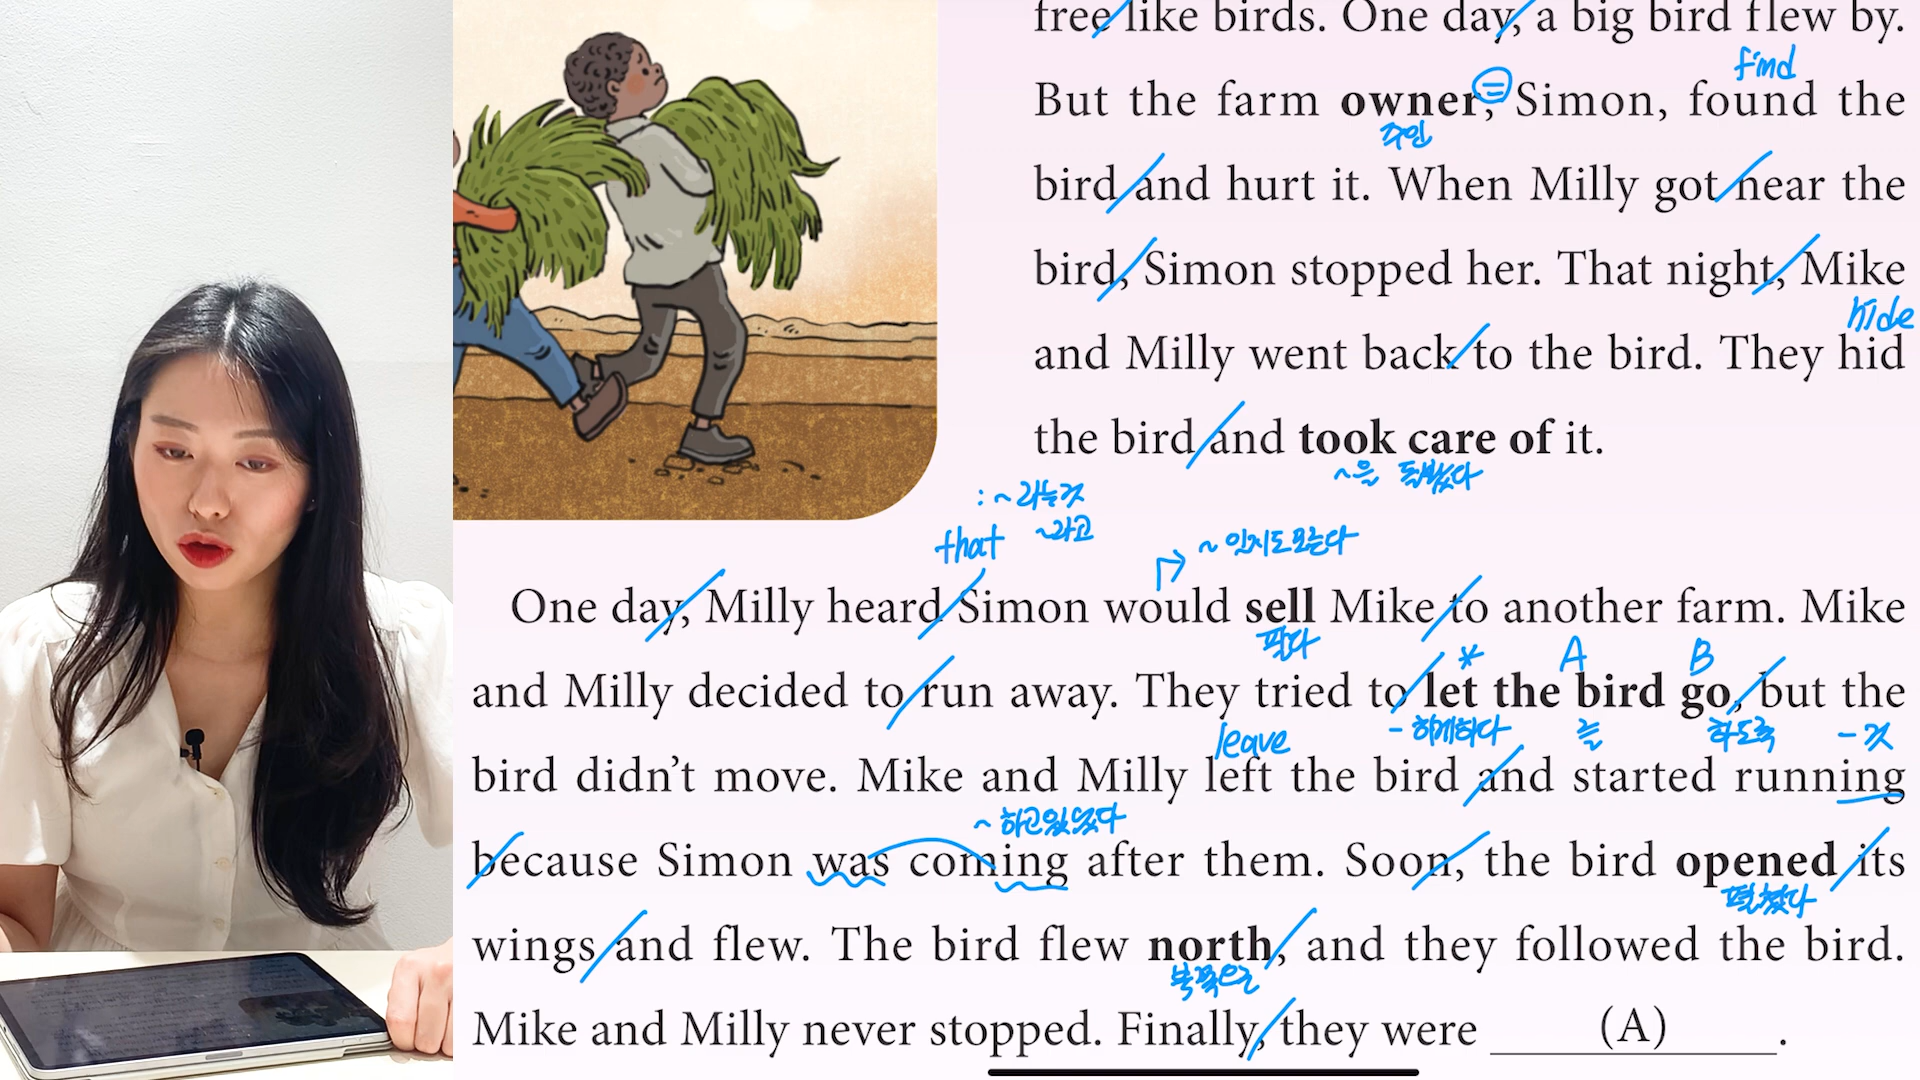 free like birds. One day, a big bird flew by.
find
But the farm owner, = Simon, found the
주인
bird and hurt it. When Milly got near the
bird, Simon stopped her. That night, Mike
hide
and Milly went back to the bird. They hid
the bird and took care of it.
~을 돌봤다
: ~라는 것
that ~라고
~ 일지도 모른다
One day, Milly heard Simon would sell Mike to another farm. Mike
팔다
* A B
and Milly decided to run away. They tried to let the bird go, but the
-하게하다 를 하도록 -것
leave
bird didn't move. Mike and Milly left the bird and started running
~하고있었다
because Simon was coming after them. Soon, the bird opened its
펼쳤다
wings and flew. The bird flew north, and they followed the bird.
북쪽으로
Mike and Milly never stopped. Finally, they were (A) .